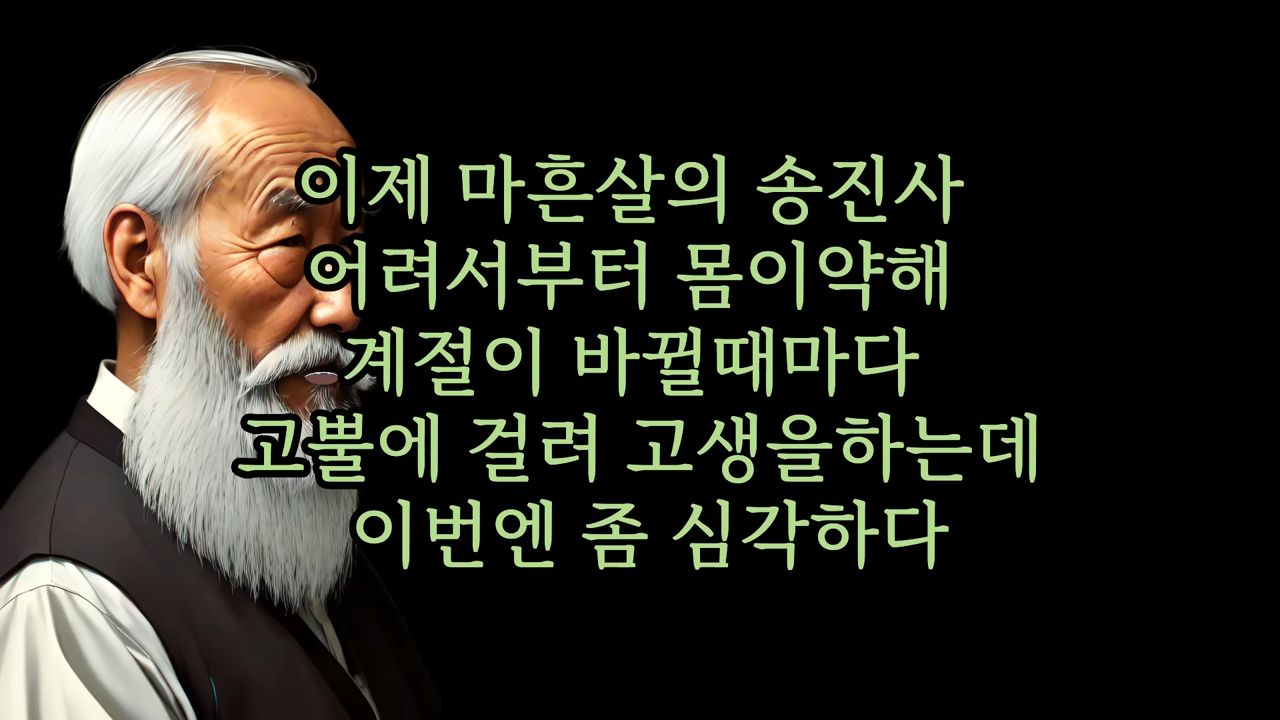 이제 마흔살의 송진사
어려서부터 몸이약해
계절이 바뀔때마다
고뿔에 걸려 고생을하는데
이번엔 좀 심각하다